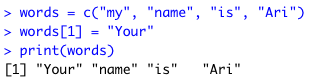 > words = c("my", "name", "is", "Ari")
> words[1] = "Your"
> print(words)
[1] "Your" "name" "is"   "Ari"